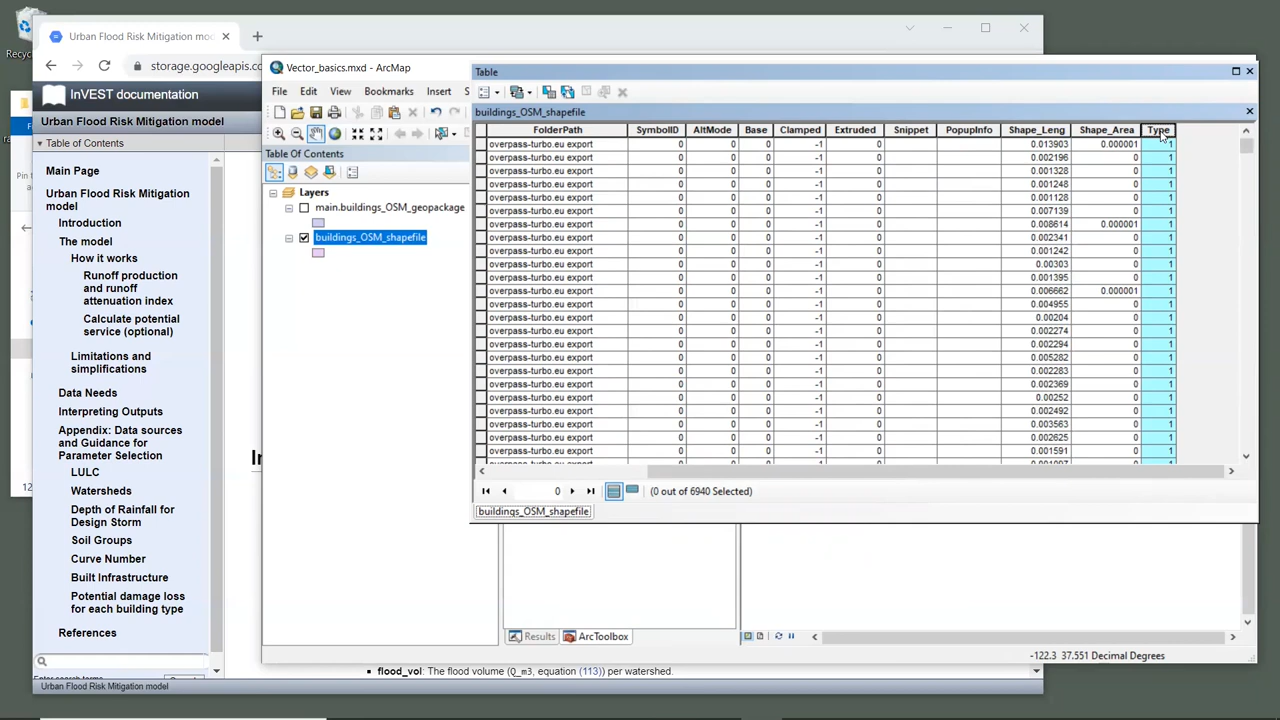 Recyc
Urban Flood Risk Mitigation mo
storage.googleapis.co
InVEST documentation
Urban Flood Risk Mitigation model
Table of Contents
Main Page
Urban Flood Risk Mitigation
model
Introduction
The model
How it works
Runoff production
and runoff
attenuation index
Calculate potential
service (optional)
Limitations and
simplifications
Data Needs
Interpreting Outputs
Appendix: Data sources
and Guidance for
Parameter Selection
LULC
Watersheds
Depth of Rainfall for
Design Storm
Soil Groups
Curve Number
Built Infrastructure
Potential damage loss
for each building type
References
Urban Flood Risk Mitigation model
flood_vol: The flood volume (Q_m3, equation (113)) per watershed.
Vector_basics.mxd - ArcMap
File Edit View Bookmarks Insert S
Table Of Contents
Layers
main.buildings_OSM_geopackage
buildings_OSM_shapefile
Results ArcToolbox
-122.3 37.551 Decimal Degrees
Table
buildings_OSM_shapefile
FolderPath SymbolID AltMode Base Clamped Extruded Snippet PopupInfo Shape_Leng Shape_Area Type
overpass-turbo.eu export 0 0 0 -1 0 0.013903 0.000001 1
overpass-turbo.eu export 0 0 0 -1 0 0.002196 0 1
overpass-turbo.eu export 0 0 0 -1 0 0.001328 0 1
overpass-turbo.eu export 0 0 0 -1 0 0.001248 0 1
overpass-turbo.eu export 0 0 0 -1 0 0.001128 0 1
overpass-turbo.eu export 0 0 0 -1 0 0.007139 0 1
overpass-turbo.eu export 0 0 0 -1 0 0.008614 0.000001 1
overpass-turbo.eu export 0 0 0 -1 0 0.002341 0 1
overpass-turbo.eu export 0 0 0 -1 0 0.001242 0 1
overpass-turbo.eu export 0 0 0 -1 0 0.00303 0 1
overpass-turbo.eu export 0 0 0 -1 0 0.001395 0 1
overpass-turbo.eu export 0 0 0 -1 0 0.006662 0.000001 1
overpass-turbo.eu export 0 0 0 -1 0 0.004955 0 1
overpass-turbo.eu export 0 0 0 -1 0 0.00204 0 1
overpass-turbo.eu export 0 0 0 -1 0 0.002274 0 1
overpass-turbo.eu export 0 0 0 -1 0 0.002294 0 1
overpass-turbo.eu export 0 0 0 -1 0 0.005282 0 1
overpass-turbo.eu export 0 0 0 -1 0 0.002283 0 1
overpass-turbo.eu export 0 0 0 -1 0 0.002369 0 1
overpass-turbo.eu export 0 0 0 -1 0 0.00252 0 1
overpass-turbo.eu export 0 0 0 -1 0 0.002492 0 1
overpass-turbo.eu export 0 0 0 -1 0 0.003563 0 1
overpass-turbo.eu export 0 0 0 -1 0 0.002625 0 1
overpass-turbo.eu export 0 0 0 -1 0 0.001591 0 1
0 (0 out of 6940 Selected)
buildings_OSM_shapefile